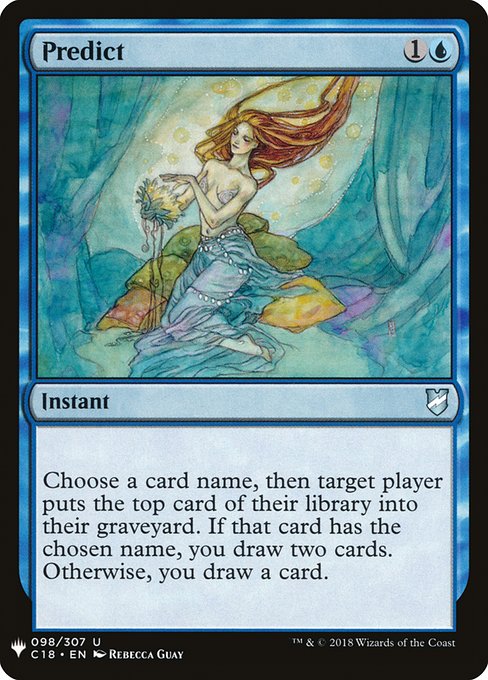 Predict 1
Instant
Choose a card name, then target player
puts the top card of their library into
their graveyard. If that card has the
chosen name, you draw two cards.
Otherwise, you draw a card.
098/307 U
C18 • EN Rebecca Guay
™ & © 2018 Wizards of the Coast